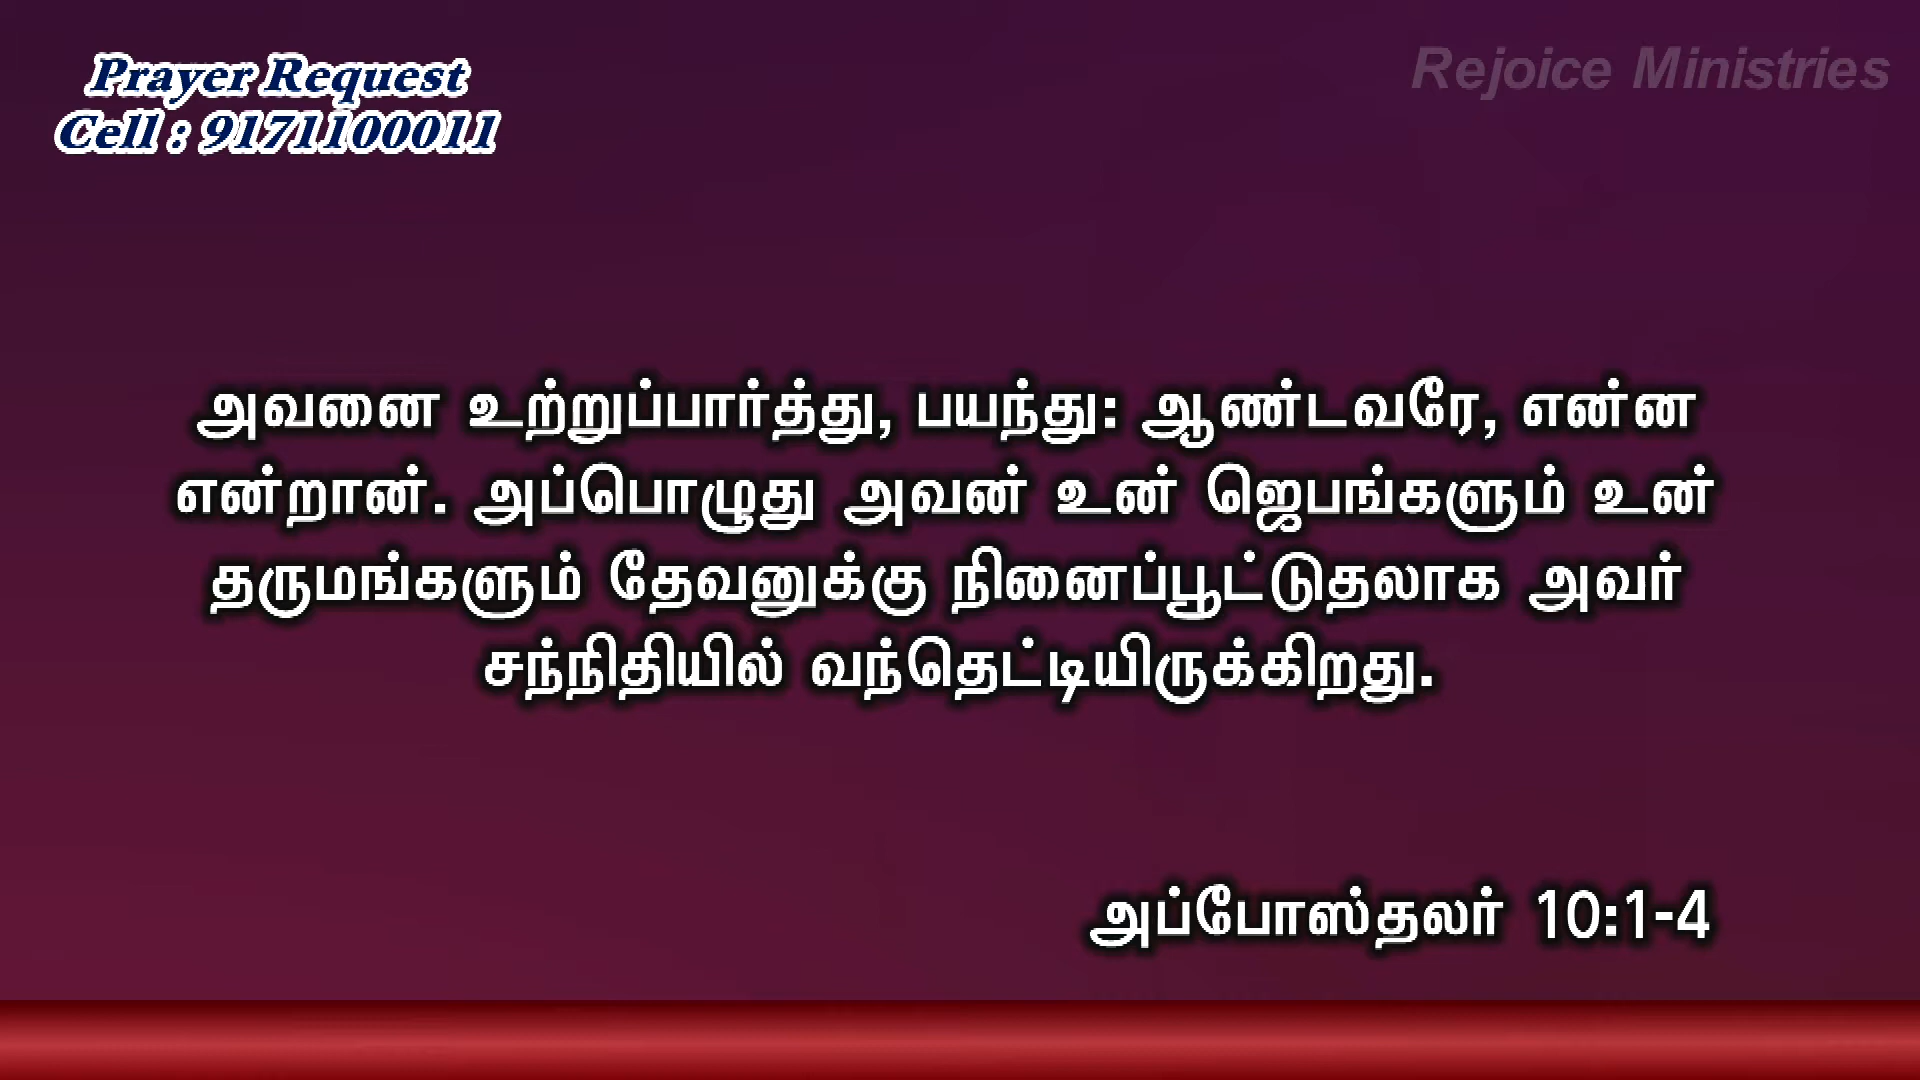 Prayer Request
Cell : 9171100011
Rejoice Ministries
அவனை உற்றுப்பார்த்து, பயந்து: ஆண்டவரே, என்ன
என்றான். அப்பொழுது அவன் உன் ஜெபங்களும் உன்
தருமங்களும் தேவனுக்கு நினைப்பூட்டுதலாக அவர்
சந்நிதியில் வந்தெட்டியிருக்கிறது.
அப்போஸ்தலர் 10:1-4